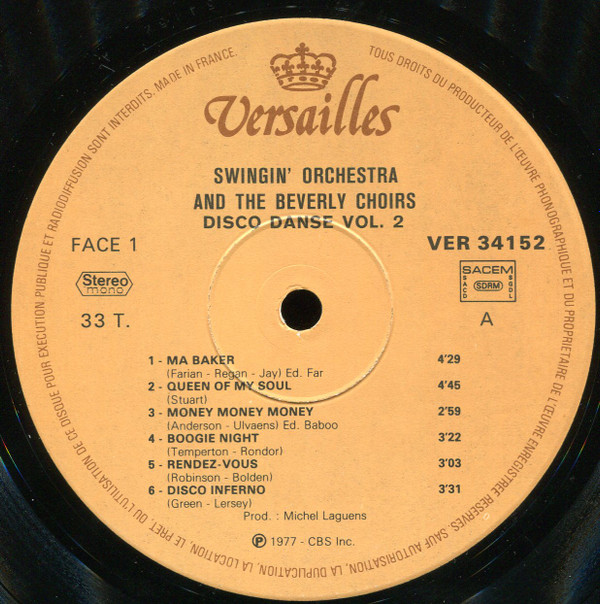 Versailles
SWINGIN' ORCHESTRA
AND THE BEVERLY CHOIRS
DISCO DANSE VOL. 2
FACE 1
VER 34152
Stereo
mono
SACEM
SACD
SDRM
SGDL
33 T.
A
1 - MA BAKER 4'29
(Farian - Regan - Jay) Ed. Far
2 - QUEEN OF MY SOUL 4'45
(Stuart)
3 - MONEY MONEY MONEY 2'59
(Anderson - Ulvaens) Ed. Baboo
4 - BOOGIE NIGHT 3'22
(Temperton - Rondor)
5 - RENDEZ-VOUS 3'03
(Robinson - Bolden)
6 - DISCO INFERNO 3'31
(Green - Lersey)
Prod. : Michel Laguens
℗ 1977 - CBS Inc.
TOUS DROITS DU PRODUCTEUR DE L'ŒUVRE PHONOGRAPHIQUE ET DU PROPRIETAIRE DE L'ŒUVRE ENREGISTREE RESERVES. SAUF AUTORISATION, LA DUPLICATION, LA LOCATION, LE PRET, OU L'UTILISATION DE CE DISQUE POUR EXECUTION PUBLIQUE ET RADIODIFFUSION SONT INTERDITS. MADE IN FRANCE.